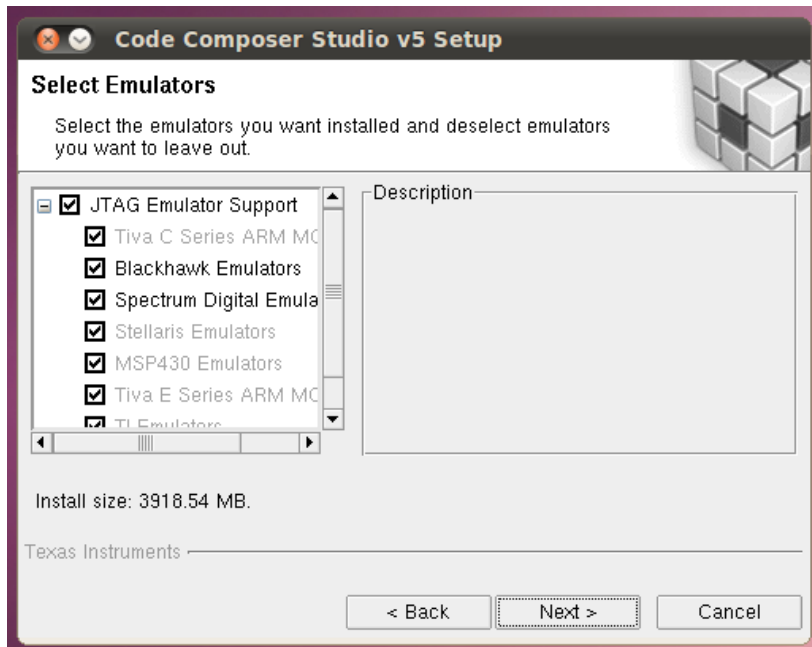 Code Composer Studio v5 Setup
Select Emulators
Select the emulators you want installed and deselect emulators
you want to leave out.
JTAG Emulator Support
Tiva C Series ARM MC
Blackhawk Emulators
Spectrum Digital Emula
Stellaris Emulators
MSP430 Emulators
Tiva E Series ARM MC
TI Emulators
Description
Install size: 3918.54 MB.
Texas Instruments
< Back
Next >
Cancel